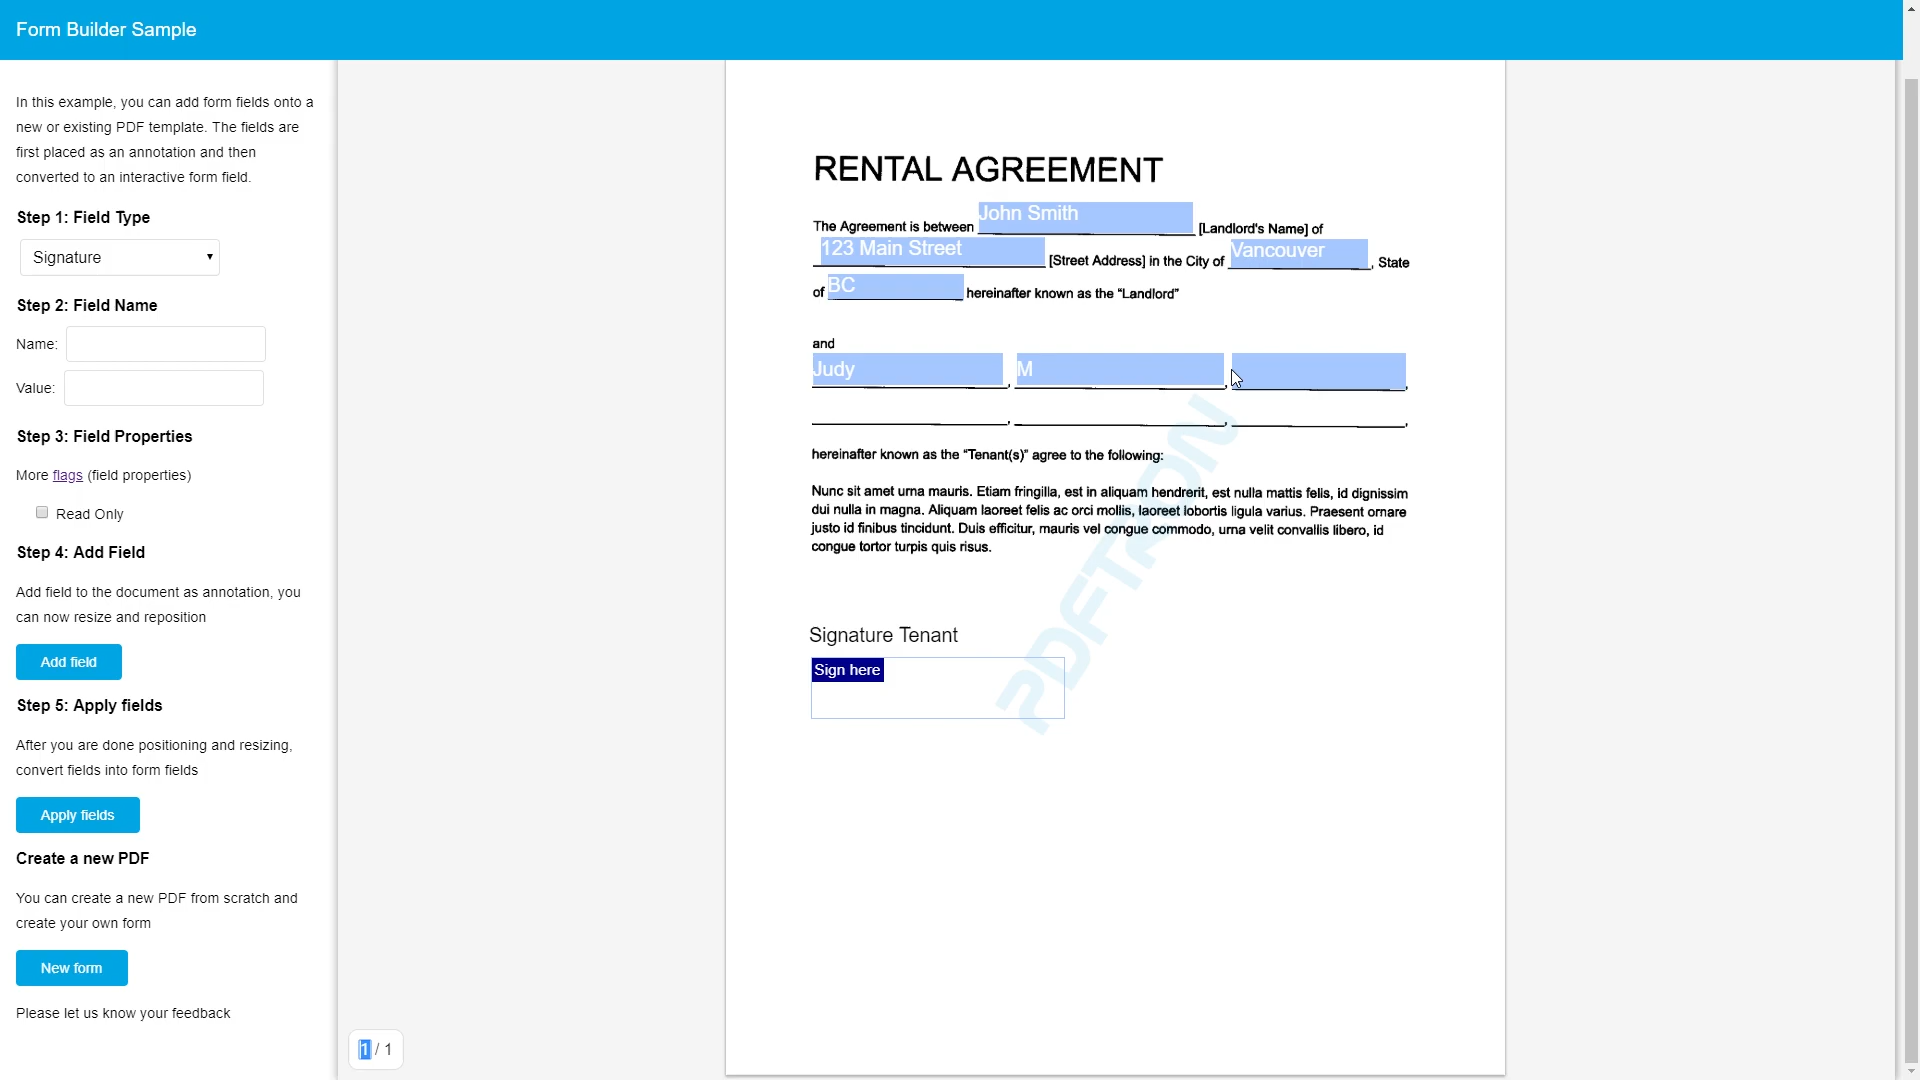 Form Builder Sample
In this example, you can add form fields onto a
new or existing PDF template. The fields are
first placed as an annotation and then
converted to an interactive form field.
Step 1: Field Type
Signature
Step 2: Field Name
Name:
Value:
Step 3: Field Properties
More flags (field properties)
Read Only
Step 4: Add Field
Add field to the document as annotation, you
can now resize and reposition
Add field
Step 5: Apply fields
After you are done positioning and resizing,
convert fields into form fields
Apply fields
Create a new PDF
You can create a new PDF from scratch and
create your own form
New form
Please let us know your feedback
RENTAL AGREEMENT
The Agreement is between John Smith [Landlord's Name] of
123 Main Street [Street Address] in the City of Vancouver, State
of BC hereinafter known as the “Landlord”
and
Judy, M,
hereinafter known as the “Tenant(s)” agree to the following:
Nunc sit amet urna mauris. Etiam fringilla, est in aliquam hendrerit, est nulla mattis felis, id dignissim
dui nulla in magna. Aliquam laoreet felis ac orci mollis, laoreet lobortis ligula varius. Praesent ornare
justo id finibus tincidunt. Duis efficitur, mauris vel congue commodo, urna velit convallis libero, id
congue tortor turpis quis risus.
PDFTRON
Signature Tenant
Sign here
1 / 1